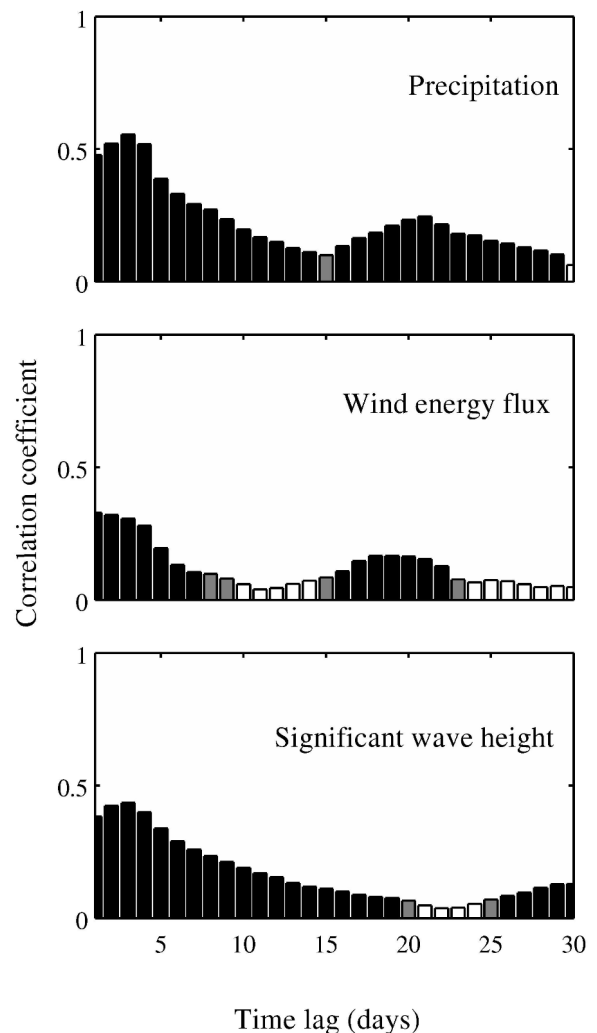 1
Precipitation
0.5
0
1
Wind energy flux
0.5
0
Correlation coefficient
1
Significant wave height
0.5
0
5 10 15 20 25 30
Time lag (days)